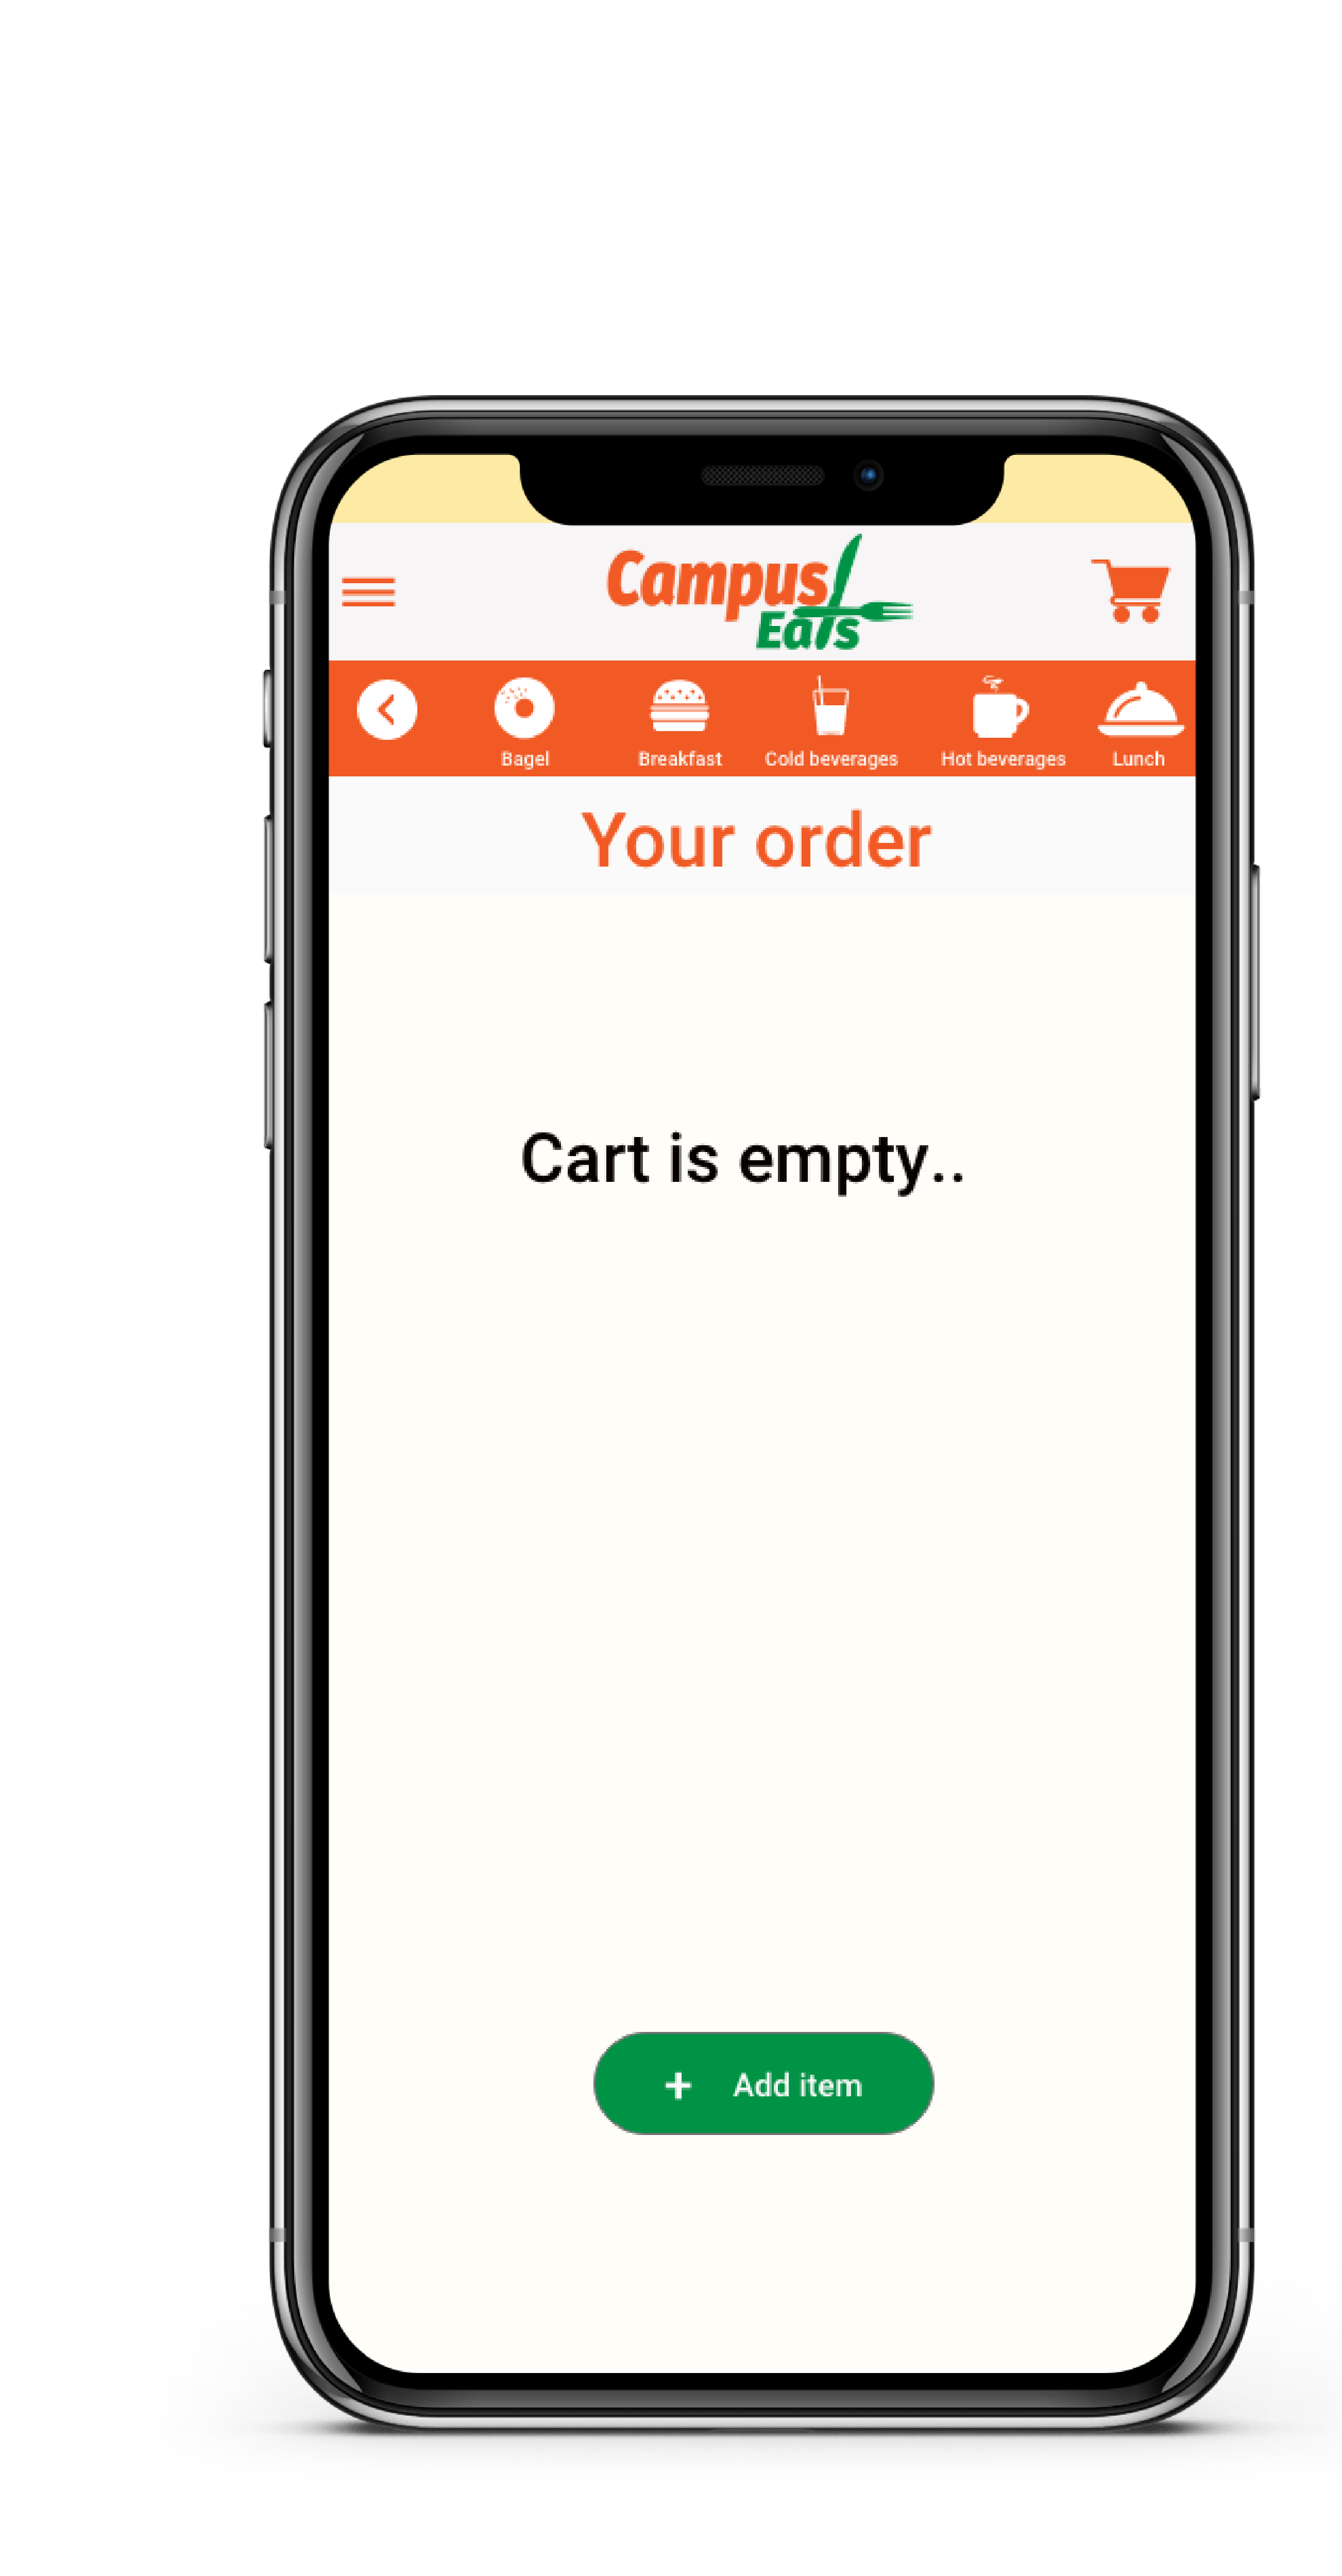 Campus
Eats
Bagel
Breakfast
Cold beverages
Hot beverages
Lunch
Your order
Cart is empty..
+ Add item